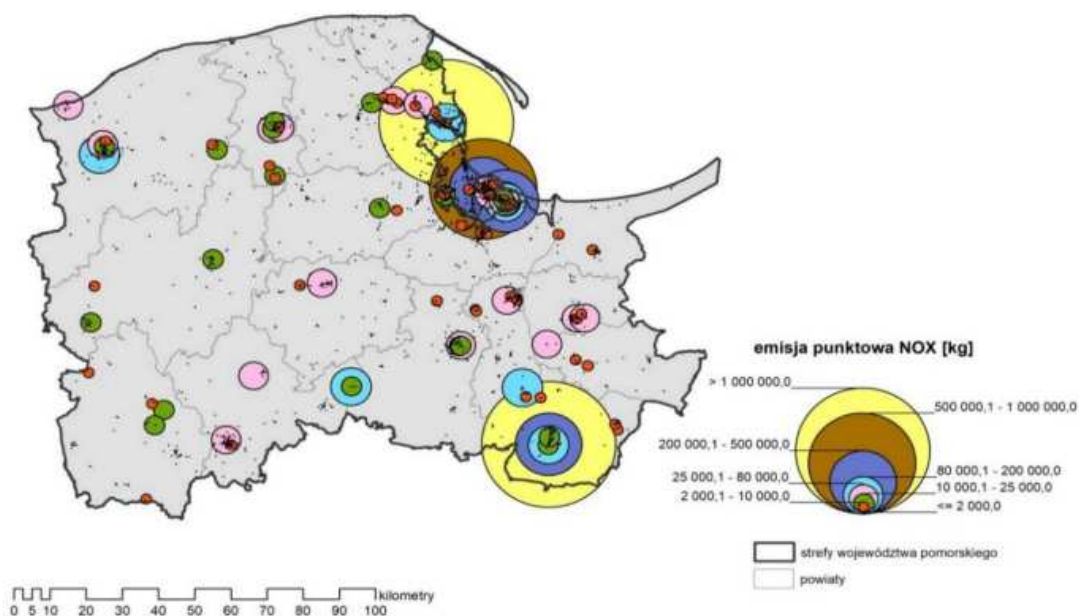 emisja punktowa NOX [kg]
> 1 000 000,0
500 000,1 - 1 000 000,0
200 000,1 - 500 000,0
80 000,1 - 200 000,0
25 000,1 - 80 000,0
10 000,1 - 25 000,0
2 000,1 - 10 000,0
<= 2 000,0
strefy województwa pomorskiego
powiaty
kilometry
0 5 10 20 30 40 50 60 70 80 90 100